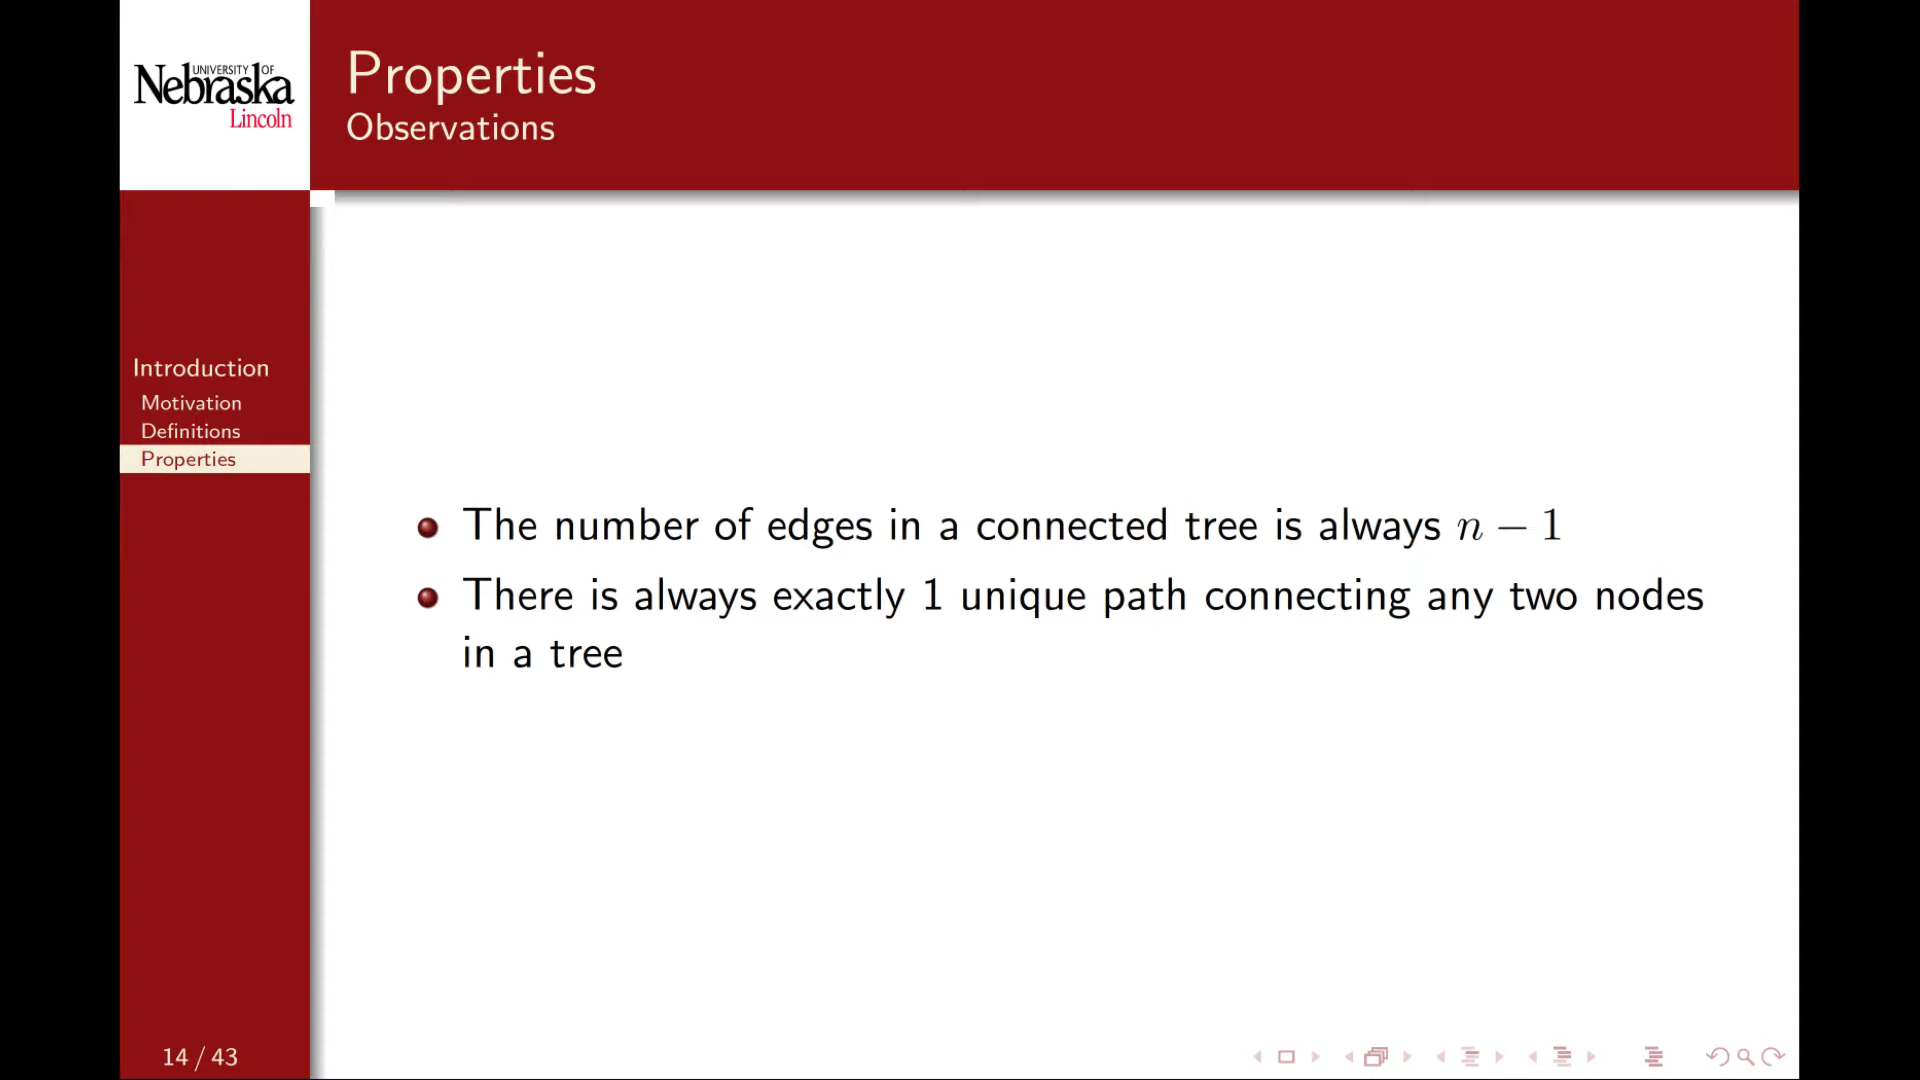 UNIVERSITY OF
Nebraska
Lincoln
Properties
Observations
Introduction
Motivation
Definitions
Properties
The number of edges in a connected tree is always n − 1
There is always exactly 1 unique path connecting any two nodes
in a tree
14 / 43